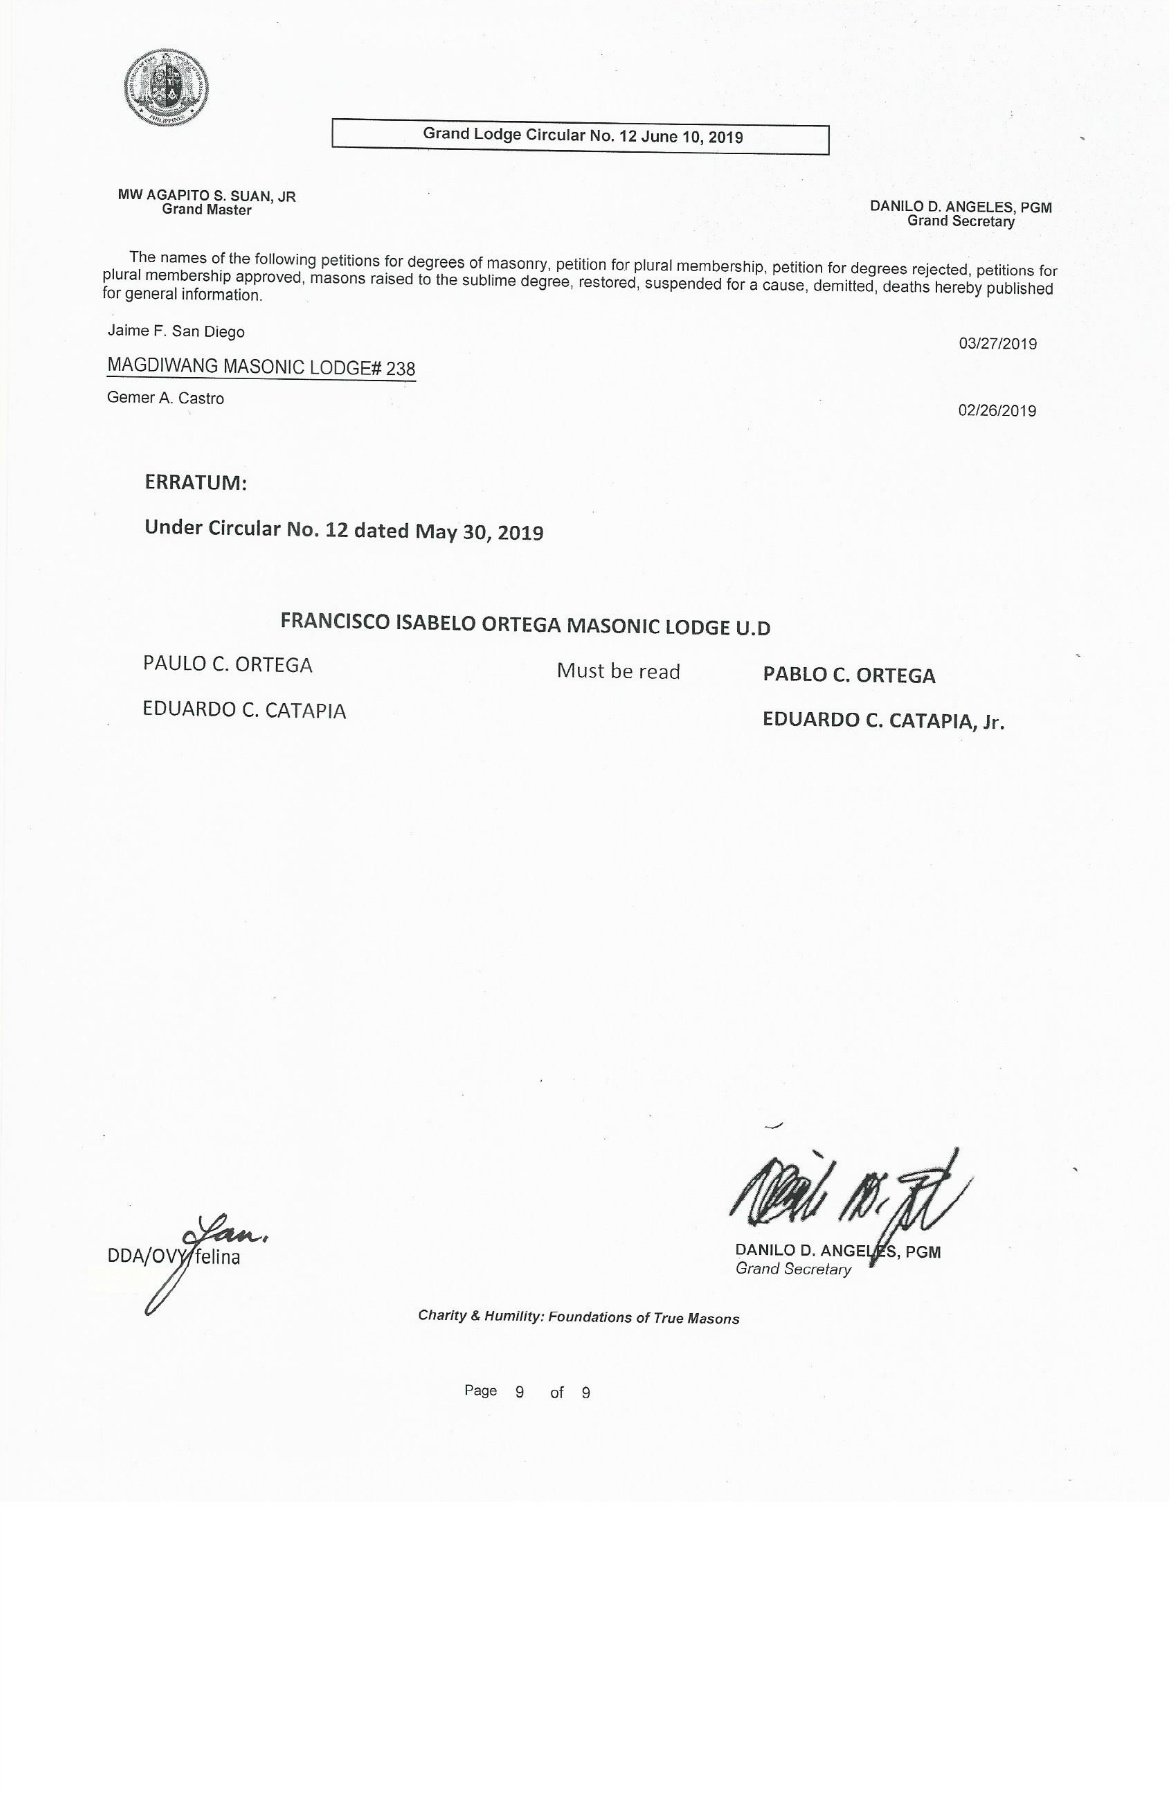 PHILIPPINES
Grand Lodge Circular No. 12 June 10, 2019
MW AGAPITO S. SUAN, JR
Grand Master
DANILO D. ANGELES, PGM
Grand Secretary
The names of the following petitions for degrees of masonry, petition for plural membership, petition for degrees rejected, petitions for
plural membership approved, masons raised to the sublime degree, restored, suspended for a cause, demitted, deaths hereby published
for general information.
Jaime F. San Diego 03/27/2019
MAGDIWANG MASONIC LODGE# 238
Gemer A. Castro 02/26/2019
ERRATUM:
Under Circular No. 12 dated May 30, 2019
FRANCISCO ISABELO ORTEGA MASONIC LODGE U.D
PAULO C. ORTEGA Must be read PABLO C. ORTEGA
EDUARDO C. CATAPIA EDUARDO C. CATAPIA, Jr.
DDA/OVY/felina
DANILO D. ANGELES, PGM
Grand Secretary
Charity & Humility: Foundations of True Masons
Page 9 of 9